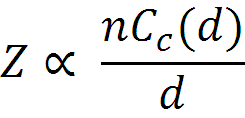 Z ∝ nC_c(d) / d